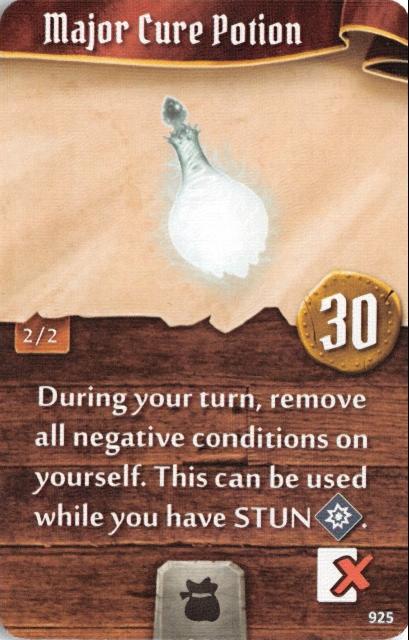 Major Cure Potion
30
2/2
During your turn, remove
all negative conditions on
yourself. This can be used
while you have STUN.
925